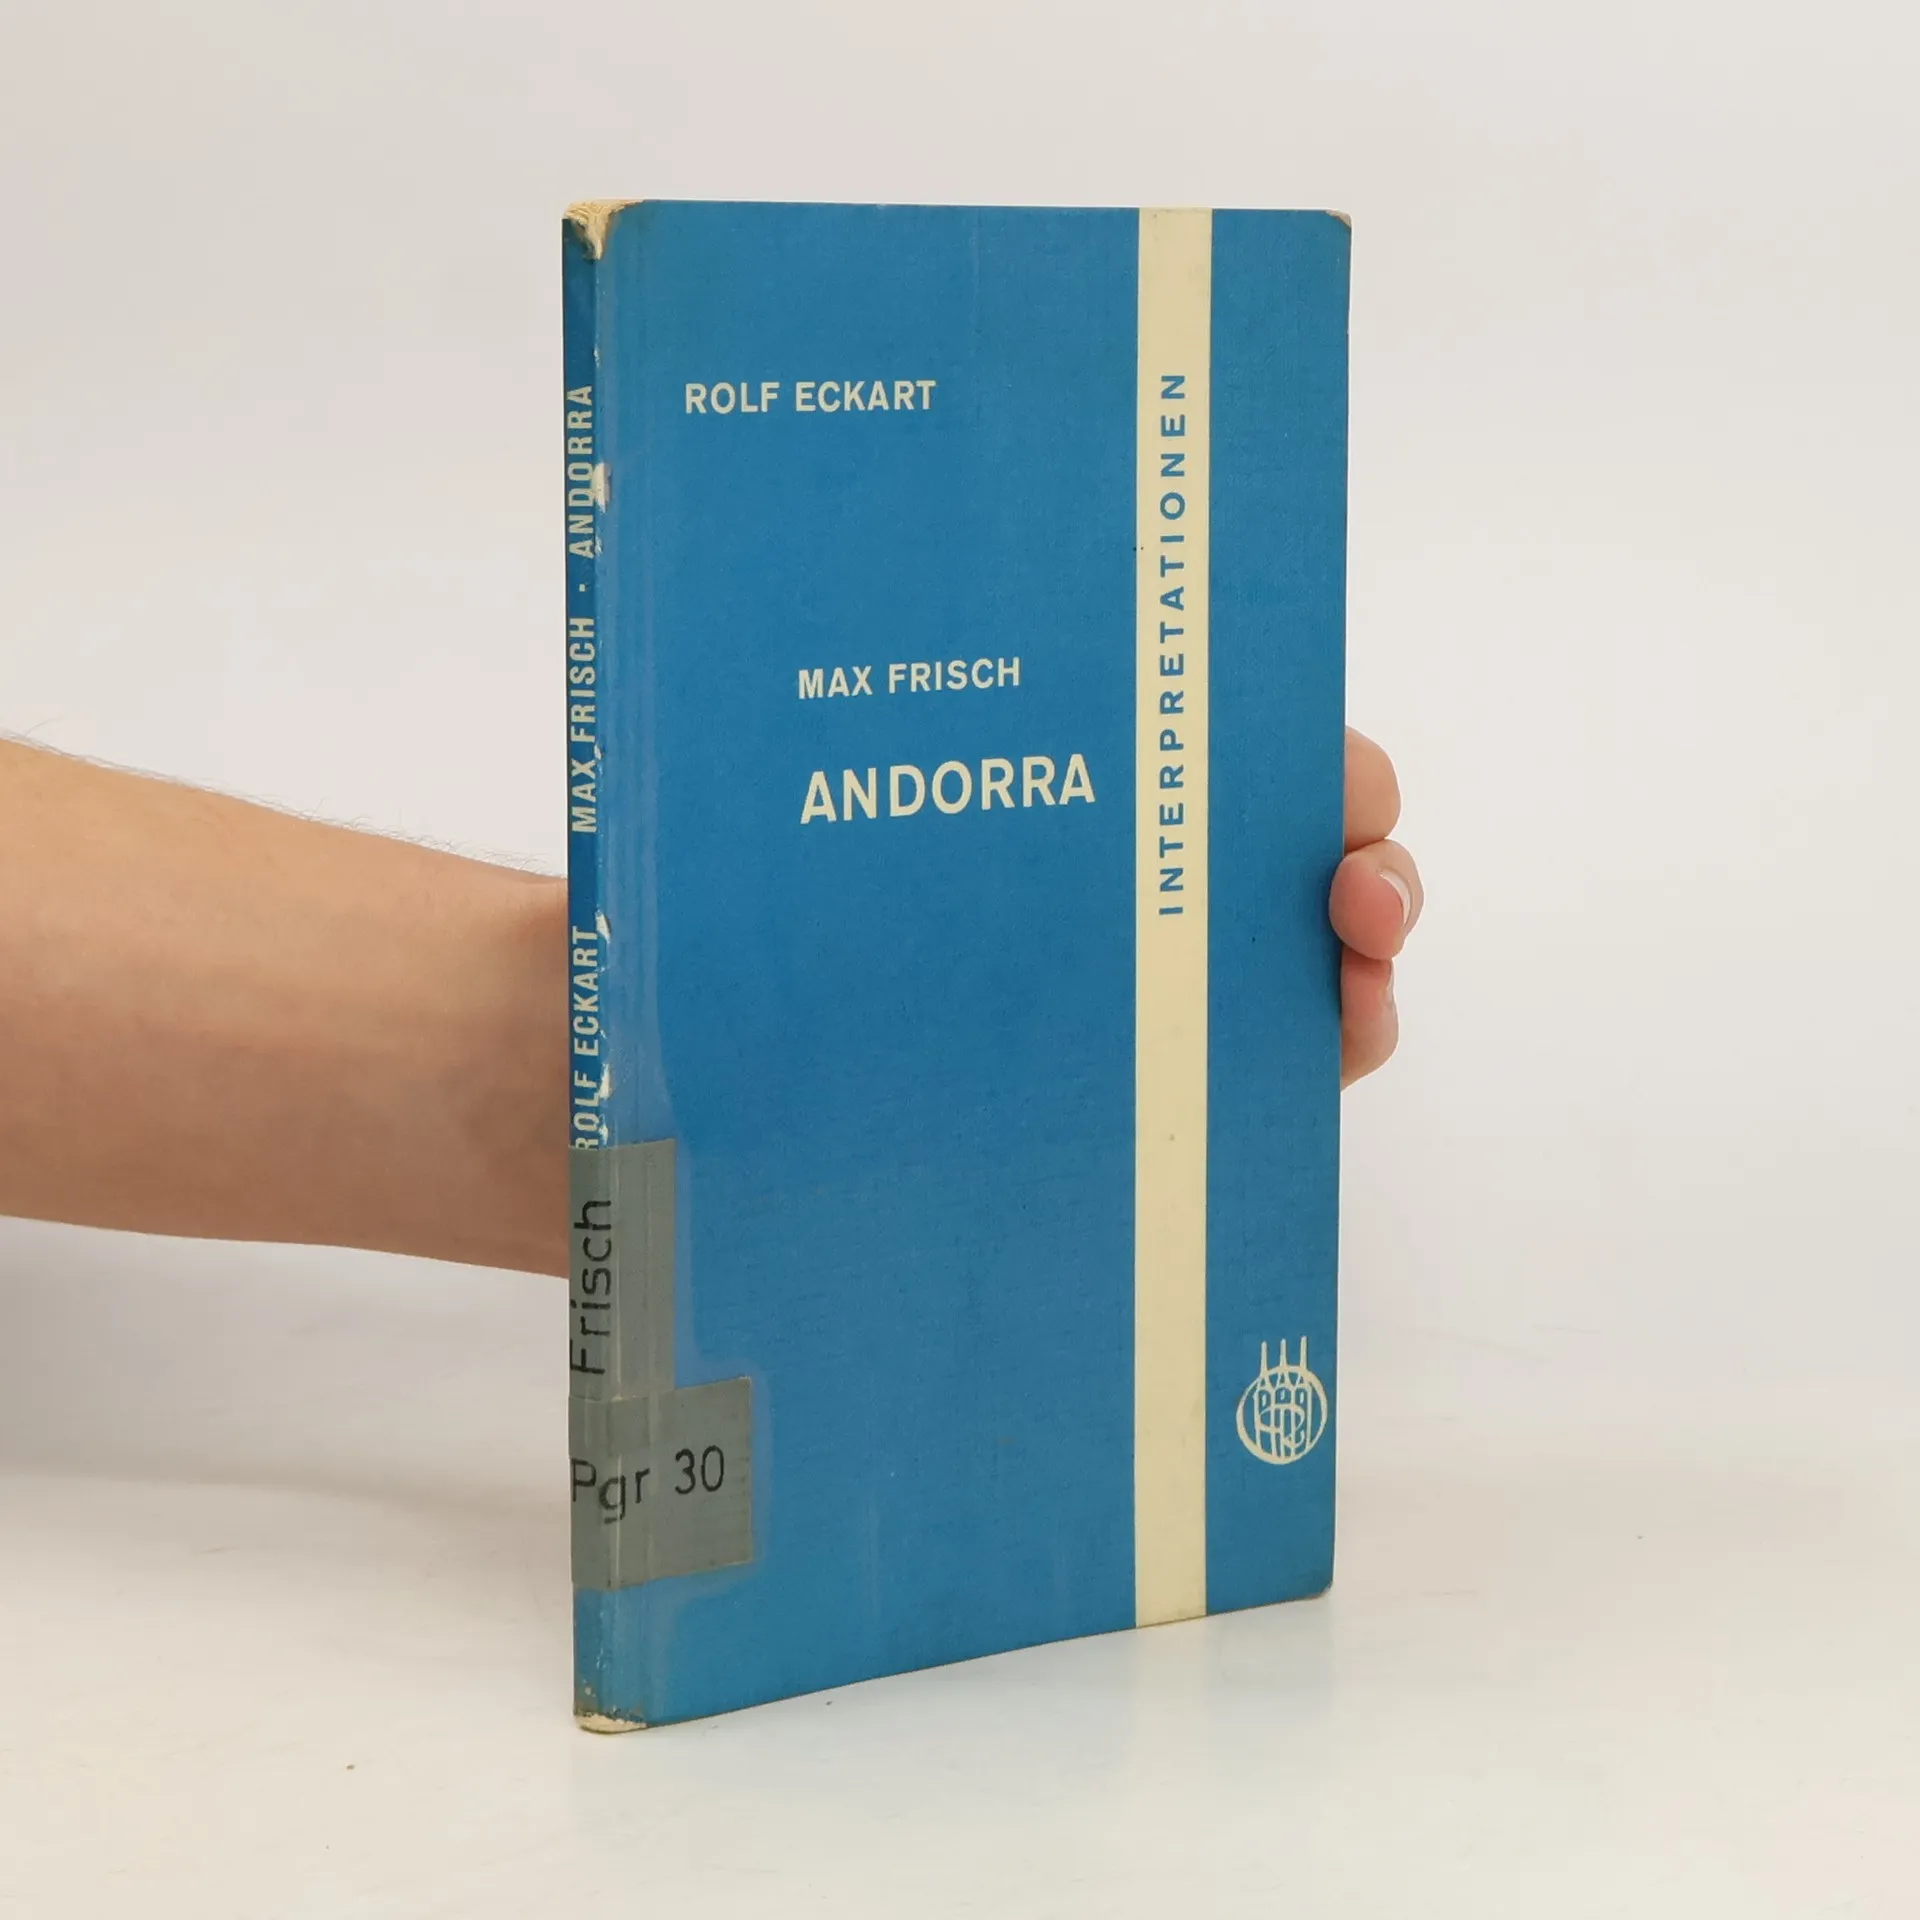 ROLF ECKART
MAX FRISCH
ANDORRA
INTERPRETATIONEN
ROLF ECKART MAX FRISCH · ANDORRA
Frisch
Pgr 30